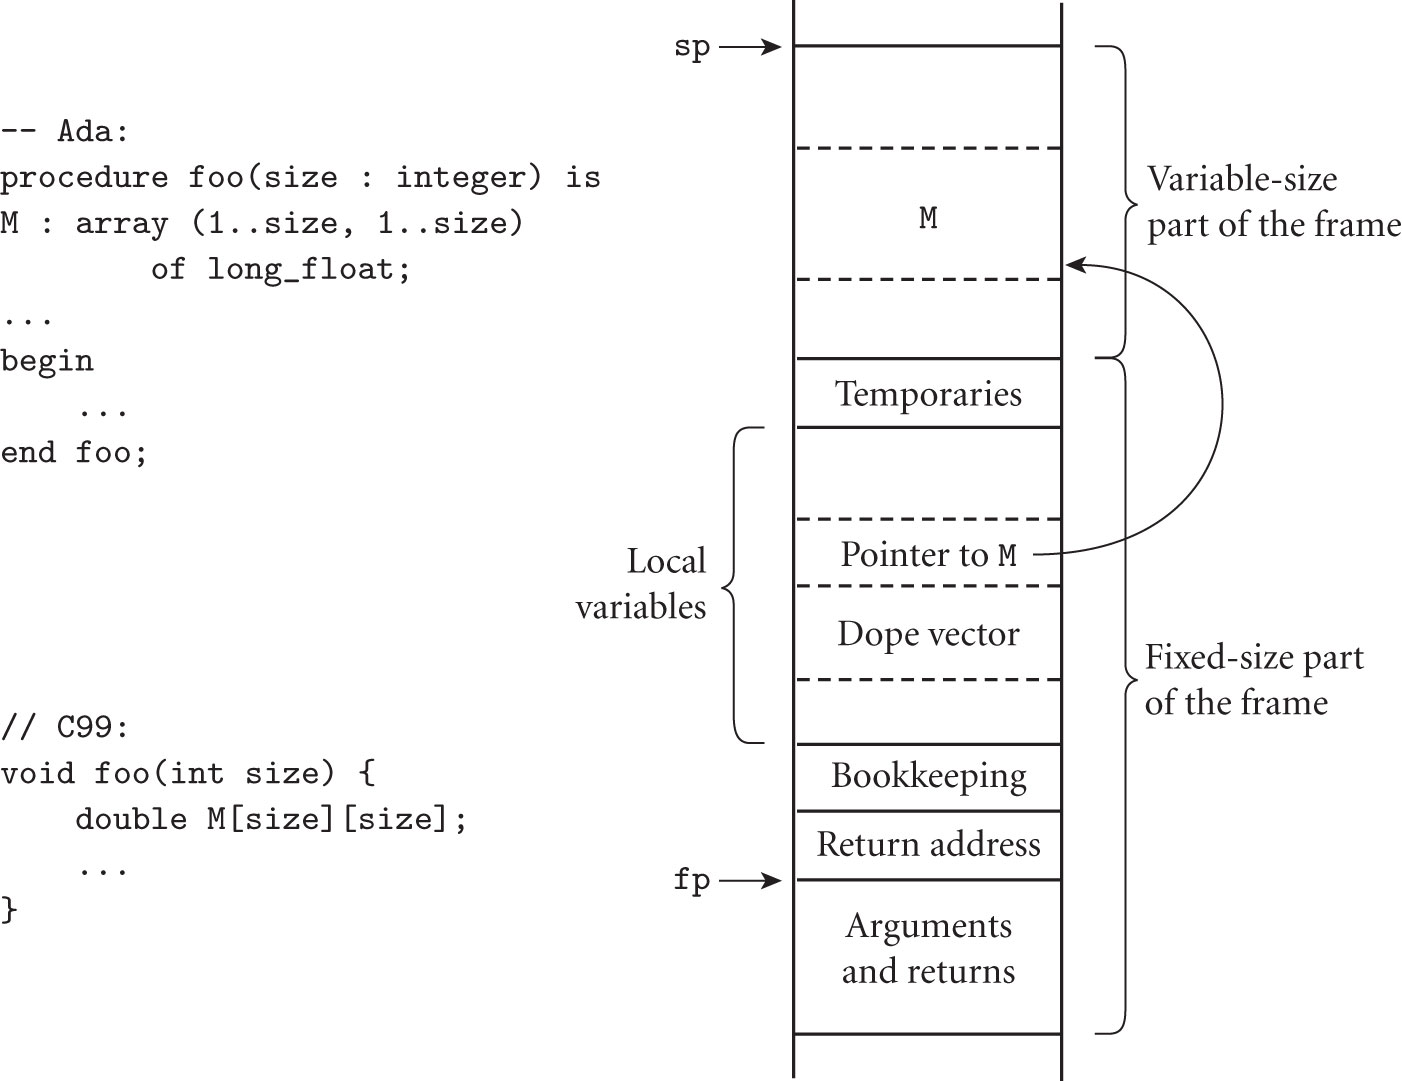 -- Ada:
procedure foo(size : integer) is
M : array (1..size, 1..size)
        of long_float;
...
begin
    ...
end foo;
// C99:
void foo(int size) {
    double M[size][size];
    ...
}
sp
M
Variable-size
part of the frame
Temporaries
Local
variables
Pointer to M
Dope vector
Fixed-size part
of the frame
Bookkeeping
Return address
fp
Arguments
and returns